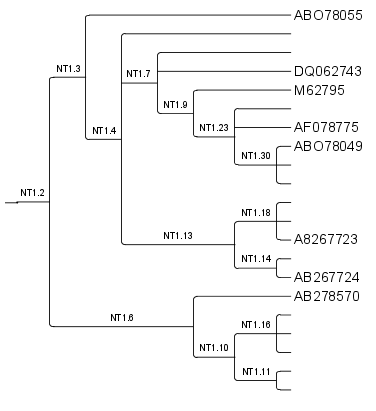 ABO78055
NT1.3
NT1.7
DQ062743
M62795
NT1.9
NT1.23
AF078775
NT1.4
ABO78049
NT1.30
NT1.2
NT1.18
NT1.13
A8267723
NT1.14
AB267724
AB278570
NT1.6
NT1.16
NT1.10
NT1.11